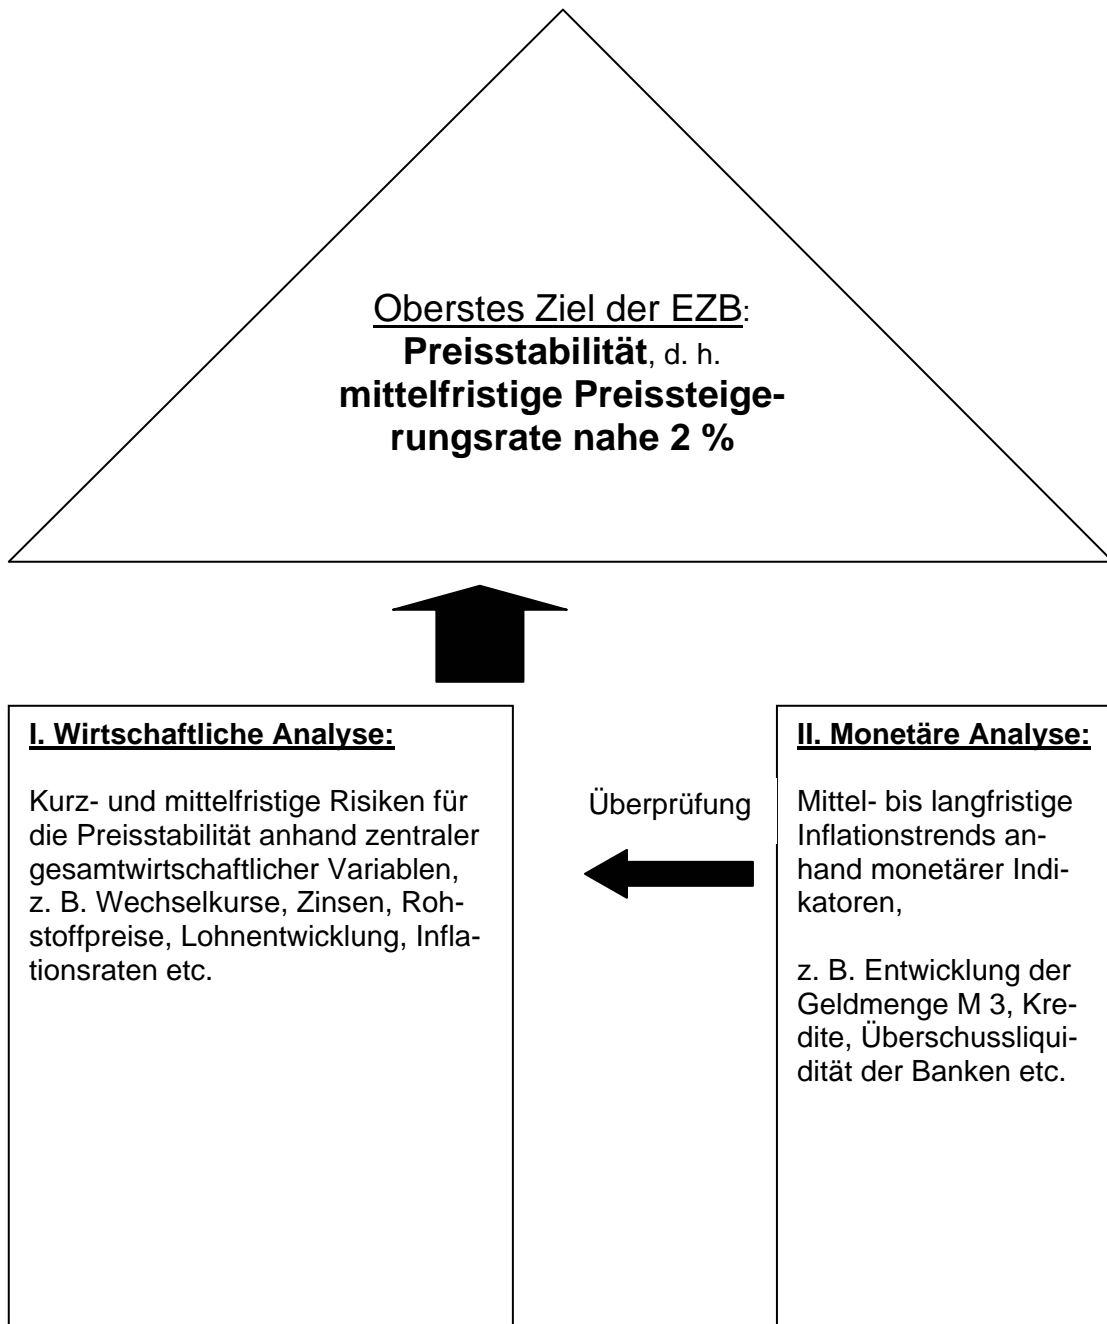 Oberstes Ziel der EZB:
Preisstabilität, d. h.
mittelfristige Preissteige-
rungsrate nahe 2 %
I. Wirtschaftliche Analyse:
Kurz- und mittelfristige Risiken für
die Preisstabilität anhand zentraler
gesamtwirtschaftlicher Variablen,
z. B. Wechselkurse, Zinsen, Roh-
stoffpreise, Lohnentwicklung, Infla-
tionsraten etc.
Überprüfung
II. Monetäre Analyse:
Mittel- bis langfristige
Inflationstrends an-
hand monetärer Indi-
katoren,
z. B. Entwicklung der
Geldmenge M 3, Kre-
dite, Überschussliqui-
dität der Banken etc.